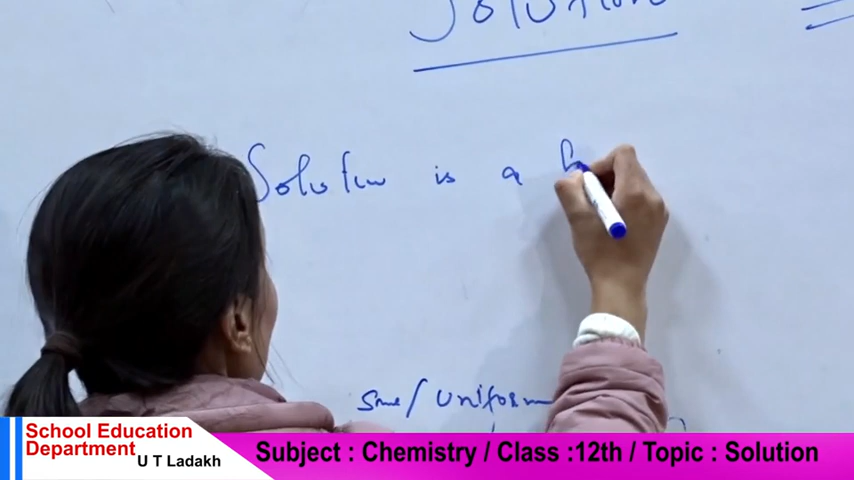 Solution
Solution is a h
Same/Uniform
School Education
Department
U T Ladakh
Subject : Chemistry / Class :12th / Topic : Solution